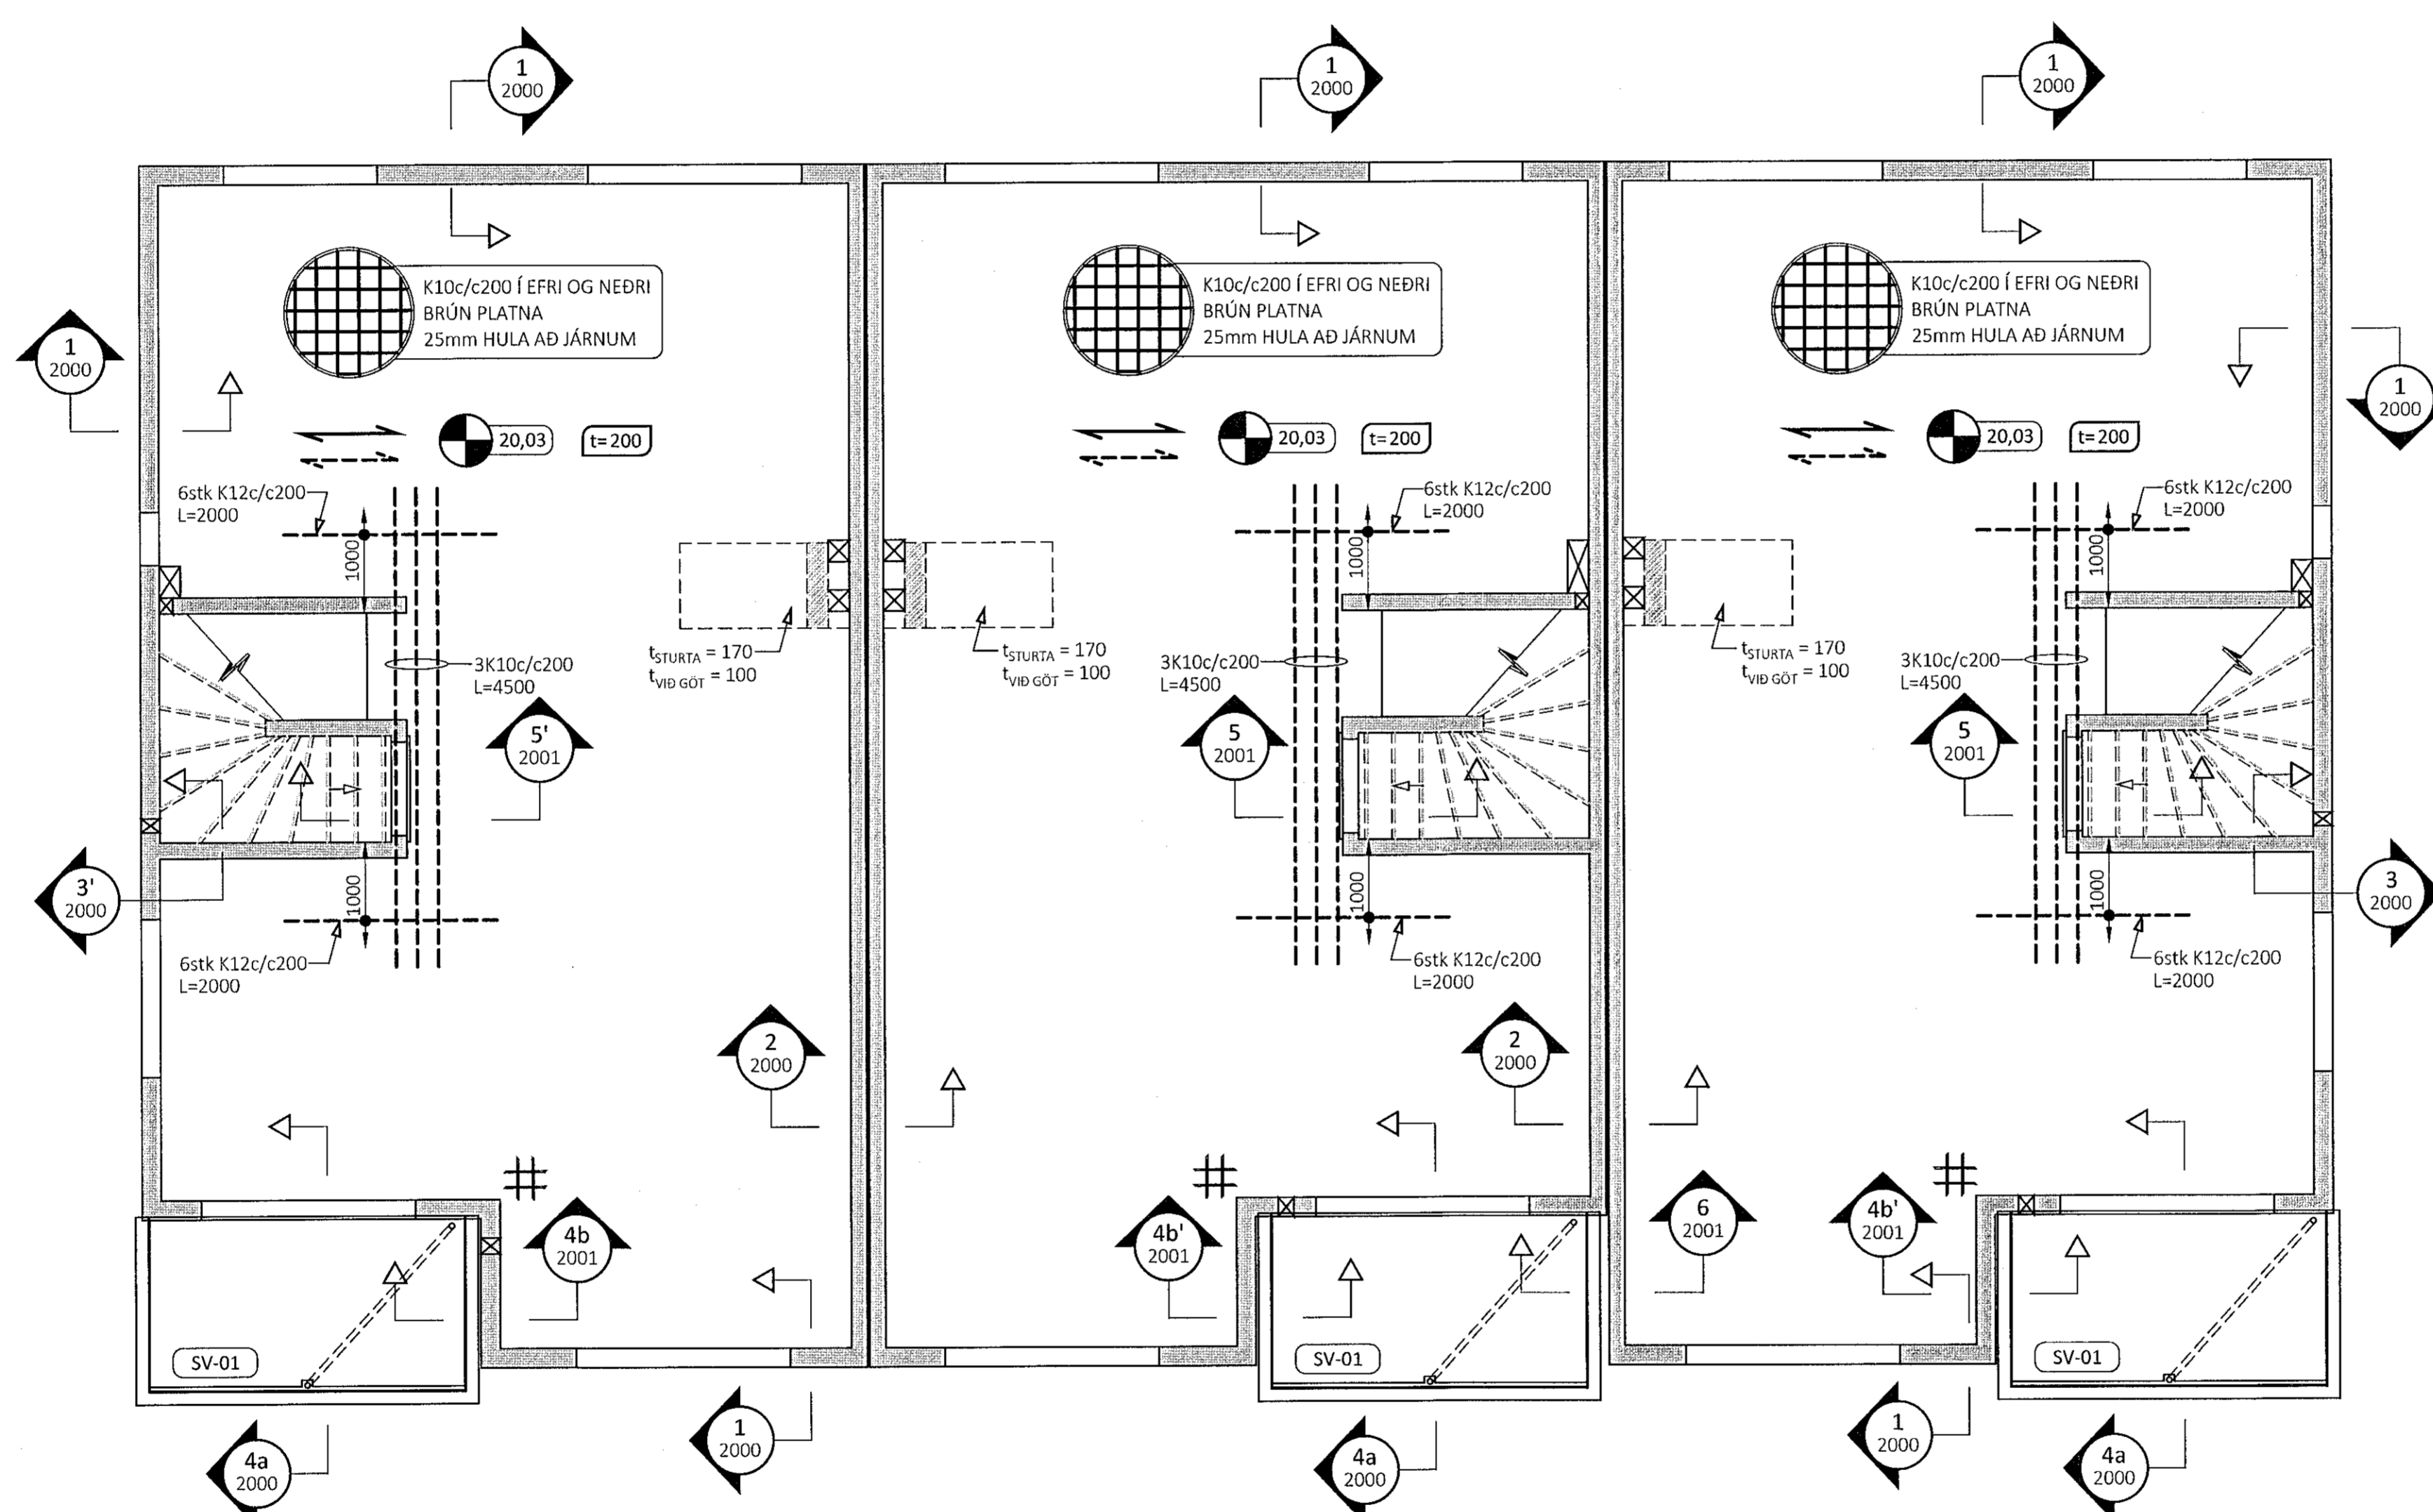 1
2000
1
2000
1
2000
K10c/c200 Í EFRI OG NEÐRI
BRÚN PLATNA
25mm HULA AÐ JÁRNUM
K10c/c200 Í EFRI OG NEÐRI
BRÚN PLATNA
25mm HULA AÐ JÁRNUM
K10c/c200 Í EFRI OG NEÐRI
BRÚN PLATNA
25mm HULA AÐ JÁRNUM
1
2000
1
2000
20,03
t=200
20,03
t=200
20,03
t=200
6stk K12c/c200
L=2000
6stk K12c/c200
L=2000
6stk K12c/c200
L=2000
1000
1000
1000
tSTURTA = 170
tVIÐ GÖT = 100
tSTURTA = 170
tVIÐ GÖT = 100
tSTURTA = 170
tVIÐ GÖT = 100
3K10c/c200
L=4500
3K10c/c200
L=4500
3K10c/c200
L=4500
5'
2001
5
2001
5
2001
3'
2000
1000
1000
1000
3
2000
6stk K12c/c200
L=2000
6stk K12c/c200
L=2000
6stk K12c/c200
L=2000
2
2000
2
2000
4b
2001
4b'
2001
6
2001
4b'
2001
SV-01
SV-01
SV-01
4a
2000
1
2000
4a
2000
1
2000
4a
2000